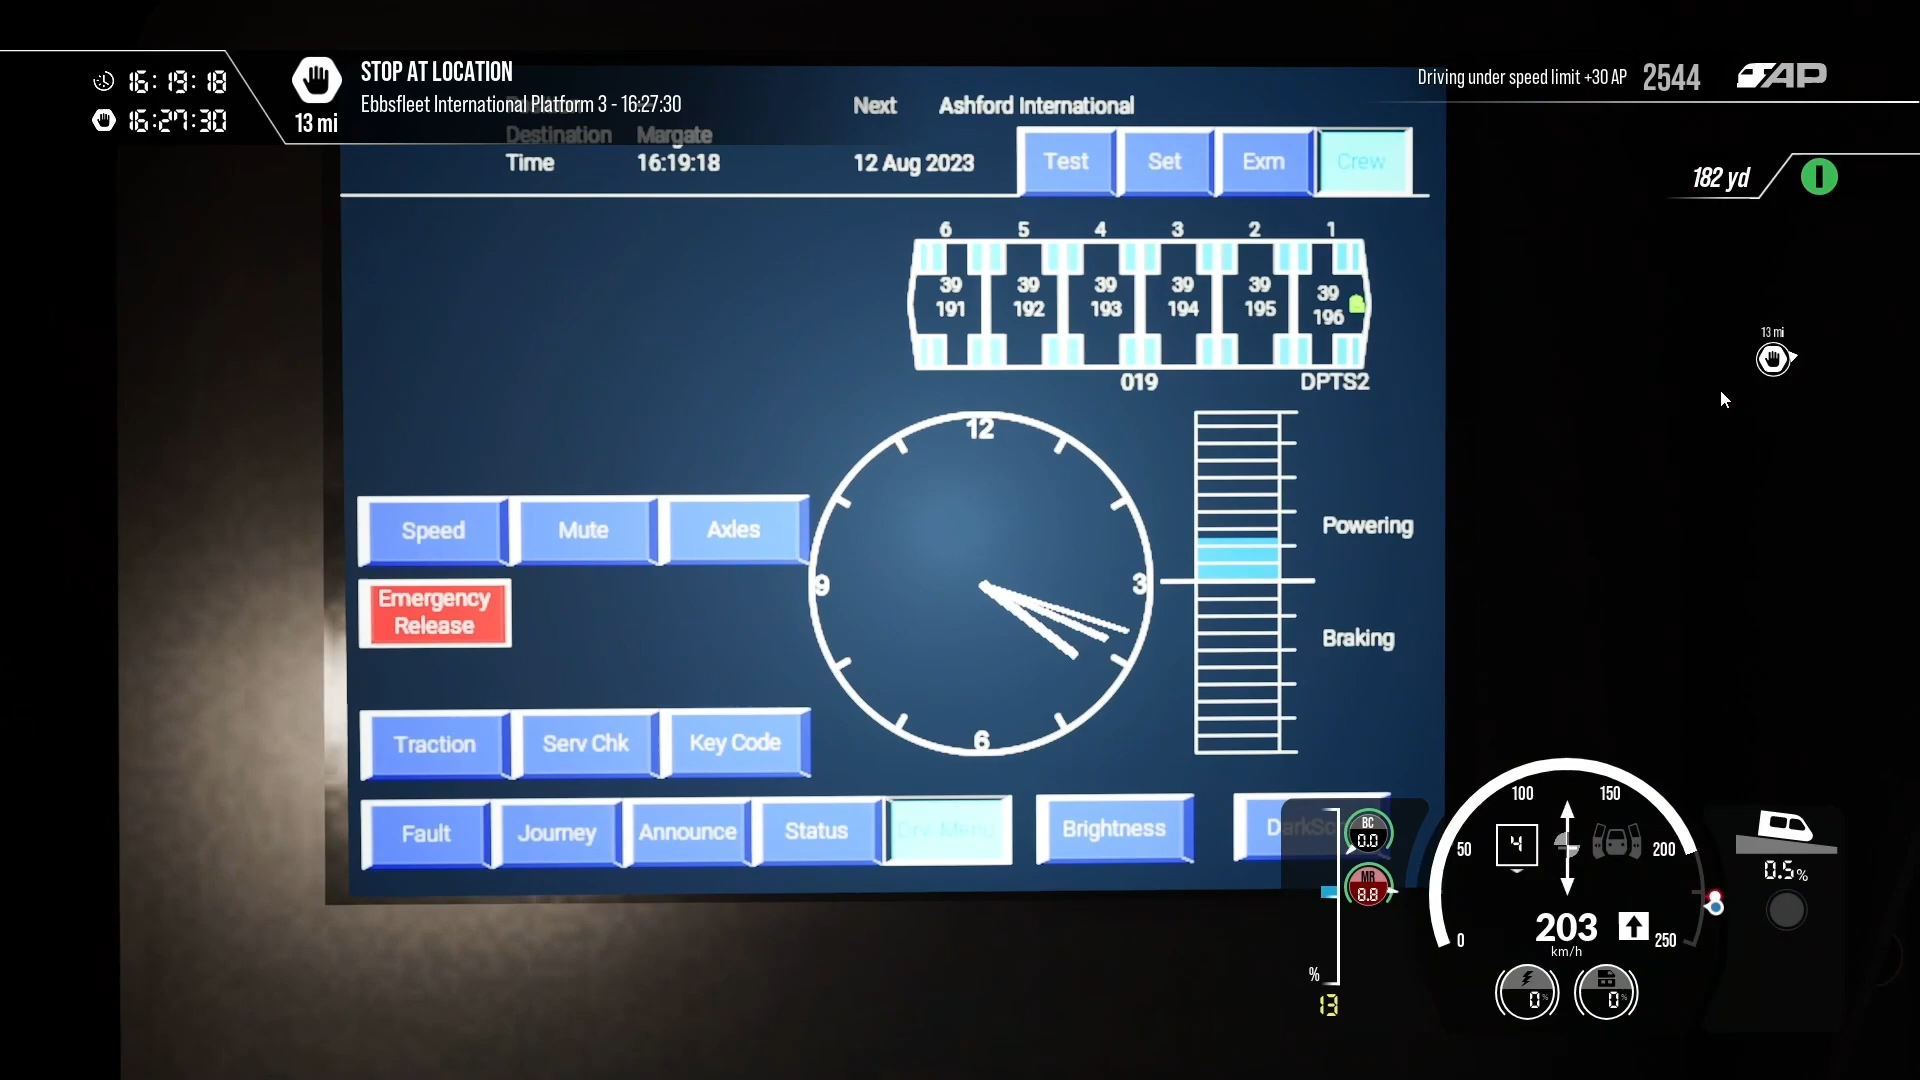 16:19:18
16:27:30
STOP AT LOCATION
Ebbsfleet International Platform 3 - 16:27:30
13 mi
Driving under speed limit +30 AP
2544
AP
182 yd
13 mi
Next
Ashford International
Destination
Margate
Time
16:19:18
12 Aug 2023
Test
Set
Exm
Crew
6
5
4
3
2
1
39
191
39
192
39
193
39
194
39
195
39
196
019
DPTS2
12
3
6
9
Powering
Braking
Speed
Mute
Axles
Emergency
Release
Traction
Serv Chk
Key Code
Fault
Journey
Announce
Status
Brightness
BC
0.0
MR
8.8
%
13
0
50
100
150
200
250
4
203
km/h
0%
0%
0.5%